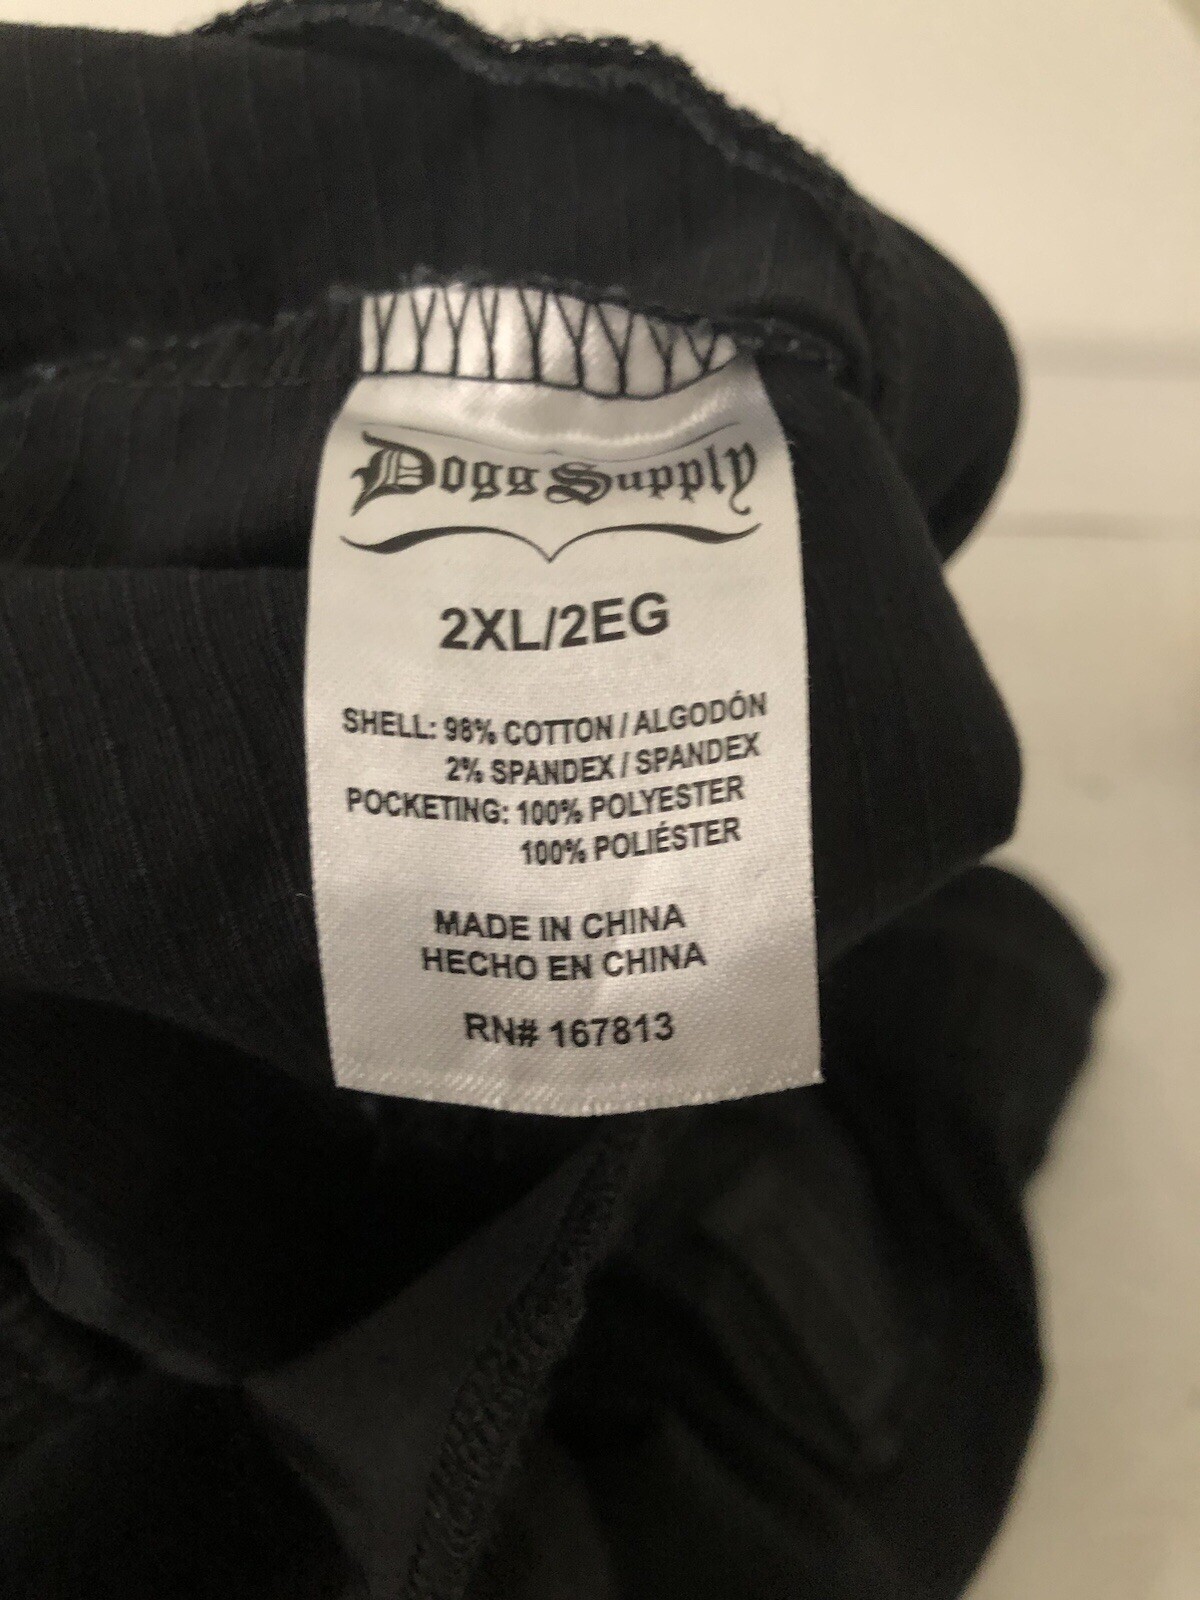 Dogg Supply
2XL/2EG
SHELL: 98% COTTON / ALGODÓN
2% SPANDEX / SPANDEX
POCKETING: 100% POLYESTER
100% POLIÉSTER
MADE IN CHINA
HECHO EN CHINA
RN# 167813